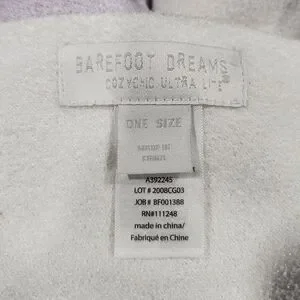 BAREFOOT DREAMS®
COZYCHIC ULTRA LITE®
ONE SIZE
A392245
LOT # 2008CG03
JOB # BF001388
RN#111248
made in china/
Fabriqué en Chine